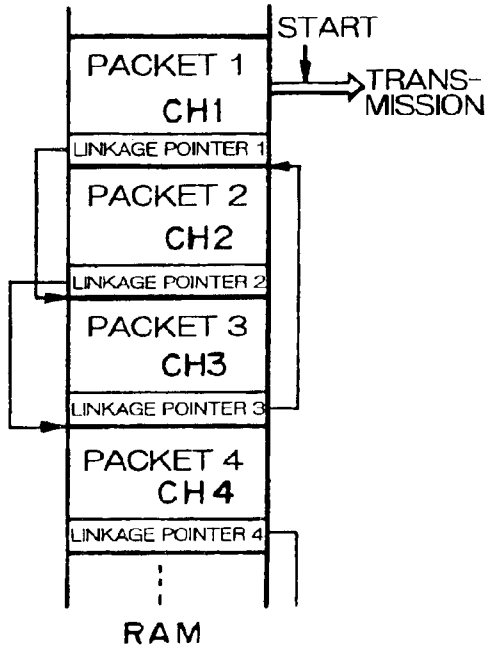 START
PACKET 1
CH1
TRANS-
MISSION
LINKAGE POINTER 1
PACKET 2
CH2
LINKAGE POINTER 2
PACKET 3
CH3
LINKAGE POINTER 3
PACKET 4
CH4
LINKAGE POINTER 4
RAM